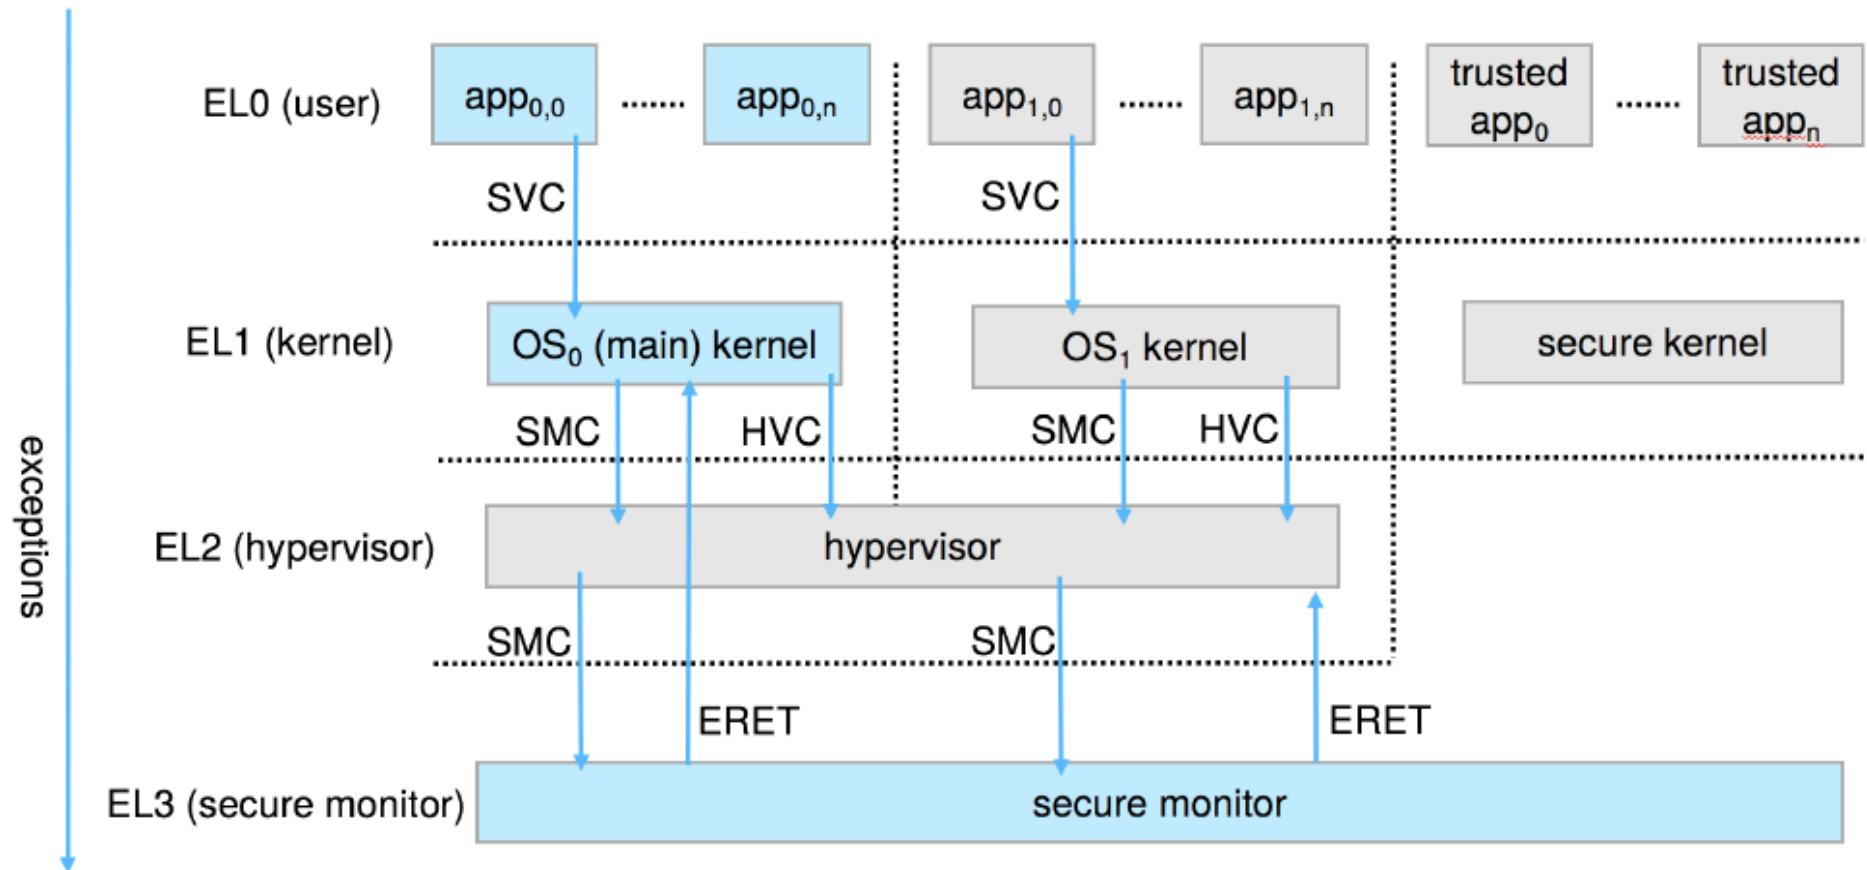 EL0 (user)
app0,0
app0,n
app1,0
app1,n
trusted
app0
trusted
appn
SVC
SVC
EL1 (kernel)
OS0 (main) kernel
OS1 kernel
secure kernel
SMC
HVC
SMC
HVC
exceptions
EL2 (hypervisor)
hypervisor
SMC
SMC
ERET
ERET
EL3 (secure monitor)
secure monitor